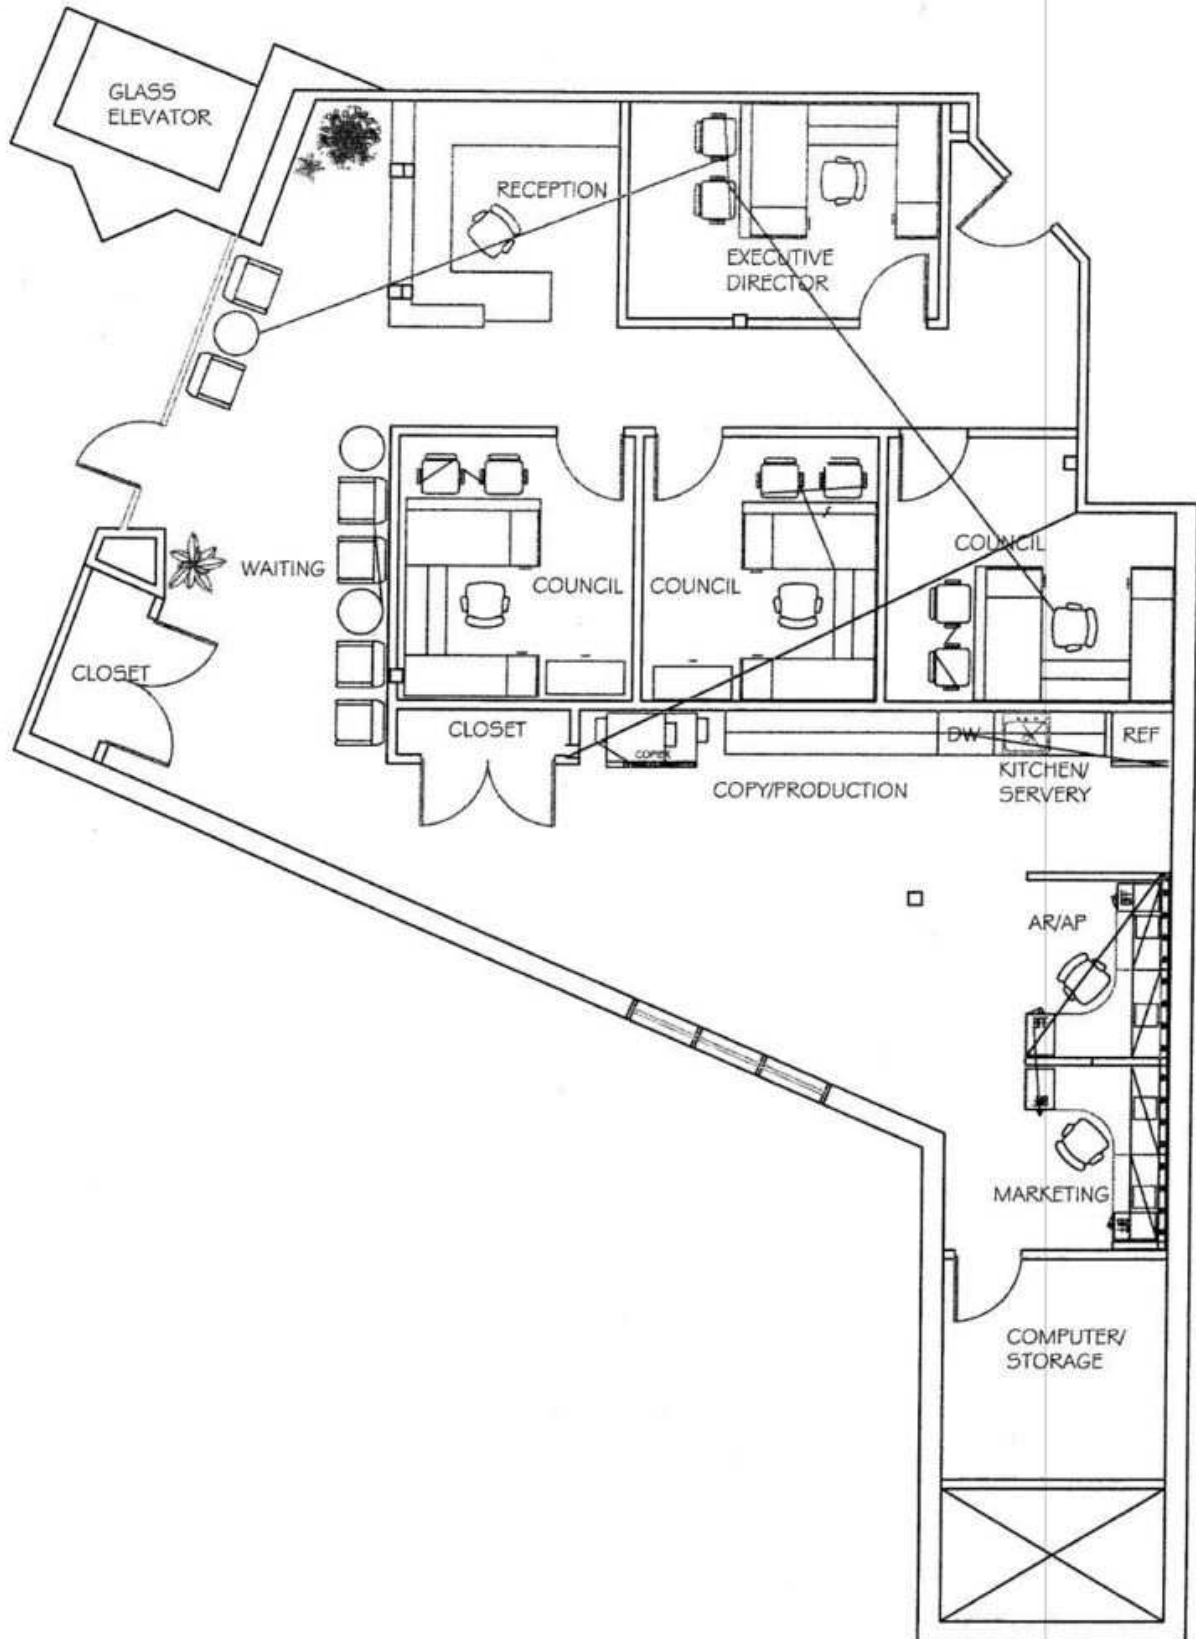 GLASS
ELEVATOR
RECEPTION
EXECUTIVE
DIRECTOR
WAITING
COUNCIL
COUNCIL
COUNCIL
CLOSET
CLOSET
COPIER
DW
REF
COPY/PRODUCTION
KITCHEN/
SERVERY
AR/AP
MARKETING
COMPUTER/
STORAGE